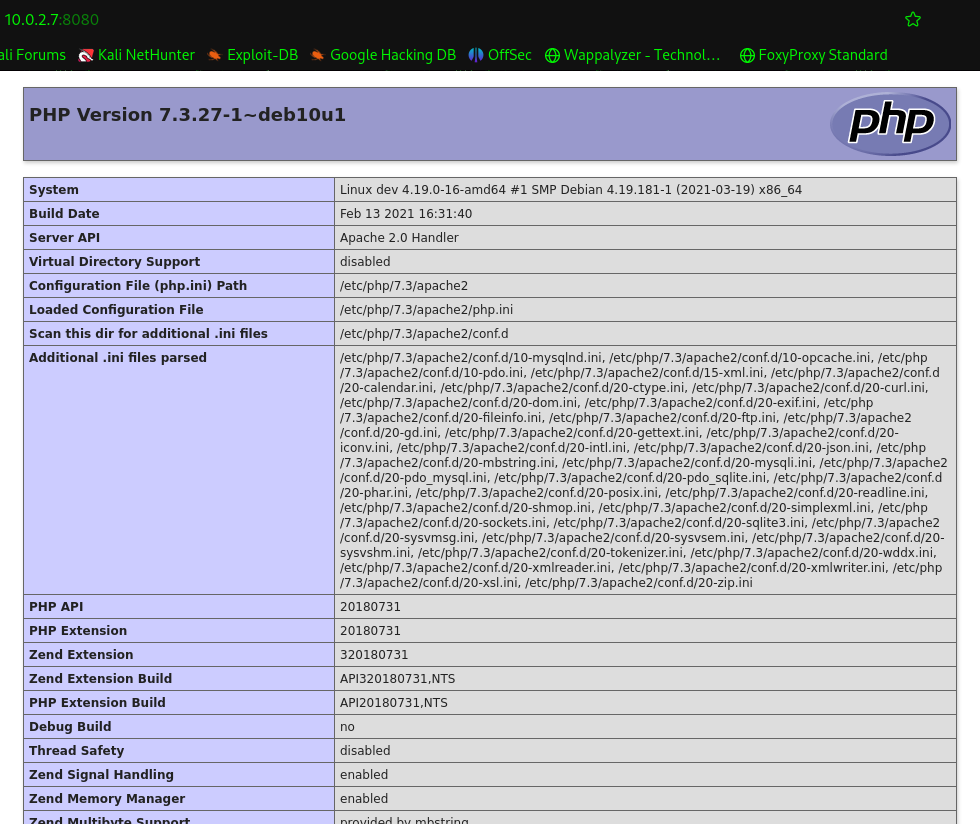 10.0.2.7:8080
ali Forums Kali NetHunter Exploit-DB Google Hacking DB OffSec Wappalyzer - Technol... FoxyProxy Standard
PHP Version 7.3.27-1~deb10u1 php
System Linux dev 4.19.0-16-amd64 #1 SMP Debian 4.19.181-1 (2021-03-19) x86_64
Build Date Feb 13 2021 16:31:40
Server API Apache 2.0 Handler
Virtual Directory Support disabled
Configuration File (php.ini) Path /etc/php/7.3/apache2
Loaded Configuration File /etc/php/7.3/apache2/php.ini
Scan this dir for additional .ini files /etc/php/7.3/apache2/conf.d
Additional .ini files parsed /etc/php/7.3/apache2/conf.d/10-mysqlnd.ini, /etc/php/7.3/apache2/conf.d/10-opcache.ini, /etc/php
/7.3/apache2/conf.d/10-pdo.ini, /etc/php/7.3/apache2/conf.d/15-xml.ini, /etc/php/7.3/apache2/conf.d
/20-calendar.ini, /etc/php/7.3/apache2/conf.d/20-ctype.ini, /etc/php/7.3/apache2/conf.d/20-curl.ini,
/etc/php/7.3/apache2/conf.d/20-dom.ini, /etc/php/7.3/apache2/conf.d/20-exif.ini, /etc/php
/7.3/apache2/conf.d/20-fileinfo.ini, /etc/php/7.3/apache2/conf.d/20-ftp.ini, /etc/php/7.3/apache2
/conf.d/20-gd.ini, /etc/php/7.3/apache2/conf.d/20-gettext.ini, /etc/php/7.3/apache2/conf.d/20-
iconv.ini, /etc/php/7.3/apache2/conf.d/20-intl.ini, /etc/php/7.3/apache2/conf.d/20-json.ini, /etc/php
/7.3/apache2/conf.d/20-mbstring.ini, /etc/php/7.3/apache2/conf.d/20-mysqli.ini, /etc/php/7.3/apache2
/conf.d/20-pdo_mysql.ini, /etc/php/7.3/apache2/conf.d/20-pdo_sqlite.ini, /etc/php/7.3/apache2/conf.d
/20-phar.ini, /etc/php/7.3/apache2/conf.d/20-posix.ini, /etc/php/7.3/apache2/conf.d/20-readline.ini,
/etc/php/7.3/apache2/conf.d/20-shmop.ini, /etc/php/7.3/apache2/conf.d/20-simplexml.ini, /etc/php
/7.3/apache2/conf.d/20-sockets.ini, /etc/php/7.3/apache2/conf.d/20-sqlite3.ini, /etc/php/7.3/apache2
/conf.d/20-sysvmsg.ini, /etc/php/7.3/apache2/conf.d/20-sysvsem.ini, /etc/php/7.3/apache2/conf.d/20-
sysvshm.ini, /etc/php/7.3/apache2/conf.d/20-tokenizer.ini, /etc/php/7.3/apache2/conf.d/20-wddx.ini,
/etc/php/7.3/apache2/conf.d/20-xmlreader.ini, /etc/php/7.3/apache2/conf.d/20-xmlwriter.ini, /etc/php
/7.3/apache2/conf.d/20-xsl.ini, /etc/php/7.3/apache2/conf.d/20-zip.ini
PHP API 20180731
PHP Extension 20180731
Zend Extension 320180731
Zend Extension Build API320180731,NTS
PHP Extension Build API20180731,NTS
Debug Build no
Thread Safety disabled
Zend Signal Handling enabled
Zend Memory Manager enabled
Zend Multibyte Support provided by mbstring